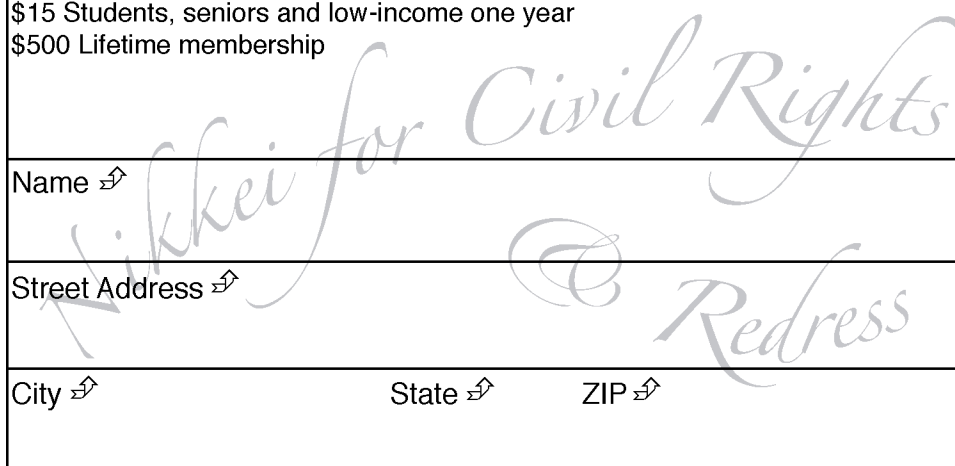 $15 Students, seniors and low-income one year
$500 Lifetime membership
Nikkei for Civil Rights
& Redress
Name
Street Address
City State ZIP